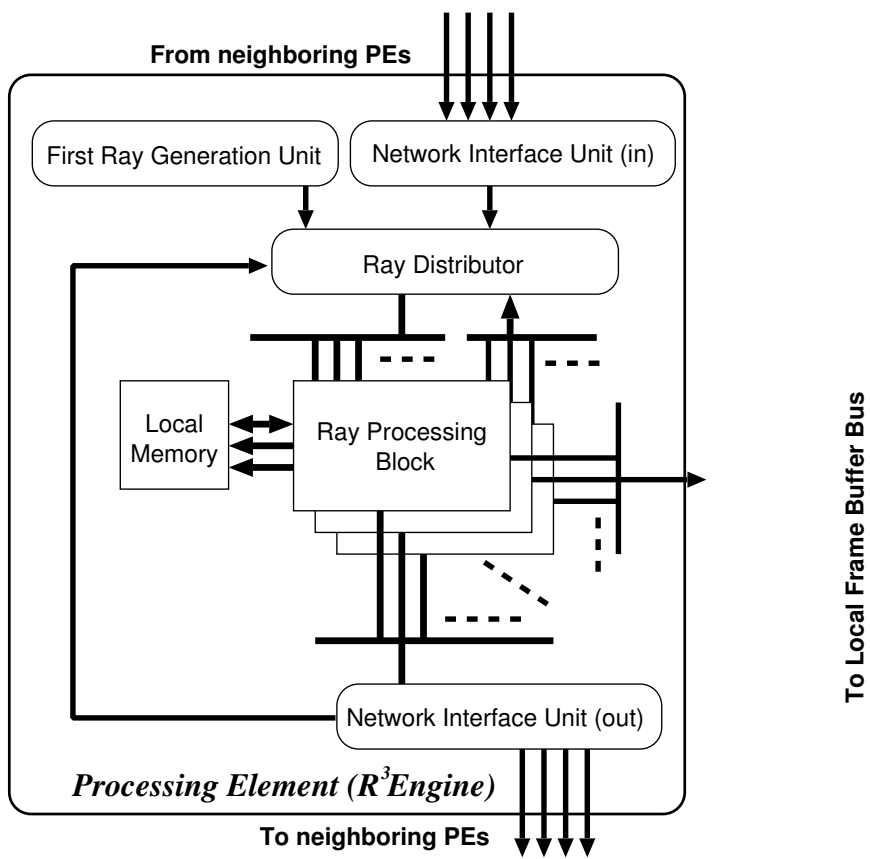 From neighboring PEs
First Ray Generation Unit
Network Interface Unit (in)
Ray Distributor
Local
Memory
Ray Processing
Block
To Local Frame Buffer Bus
Network Interface Unit (out)
Processing Element (R³Engine)
To neighboring PEs